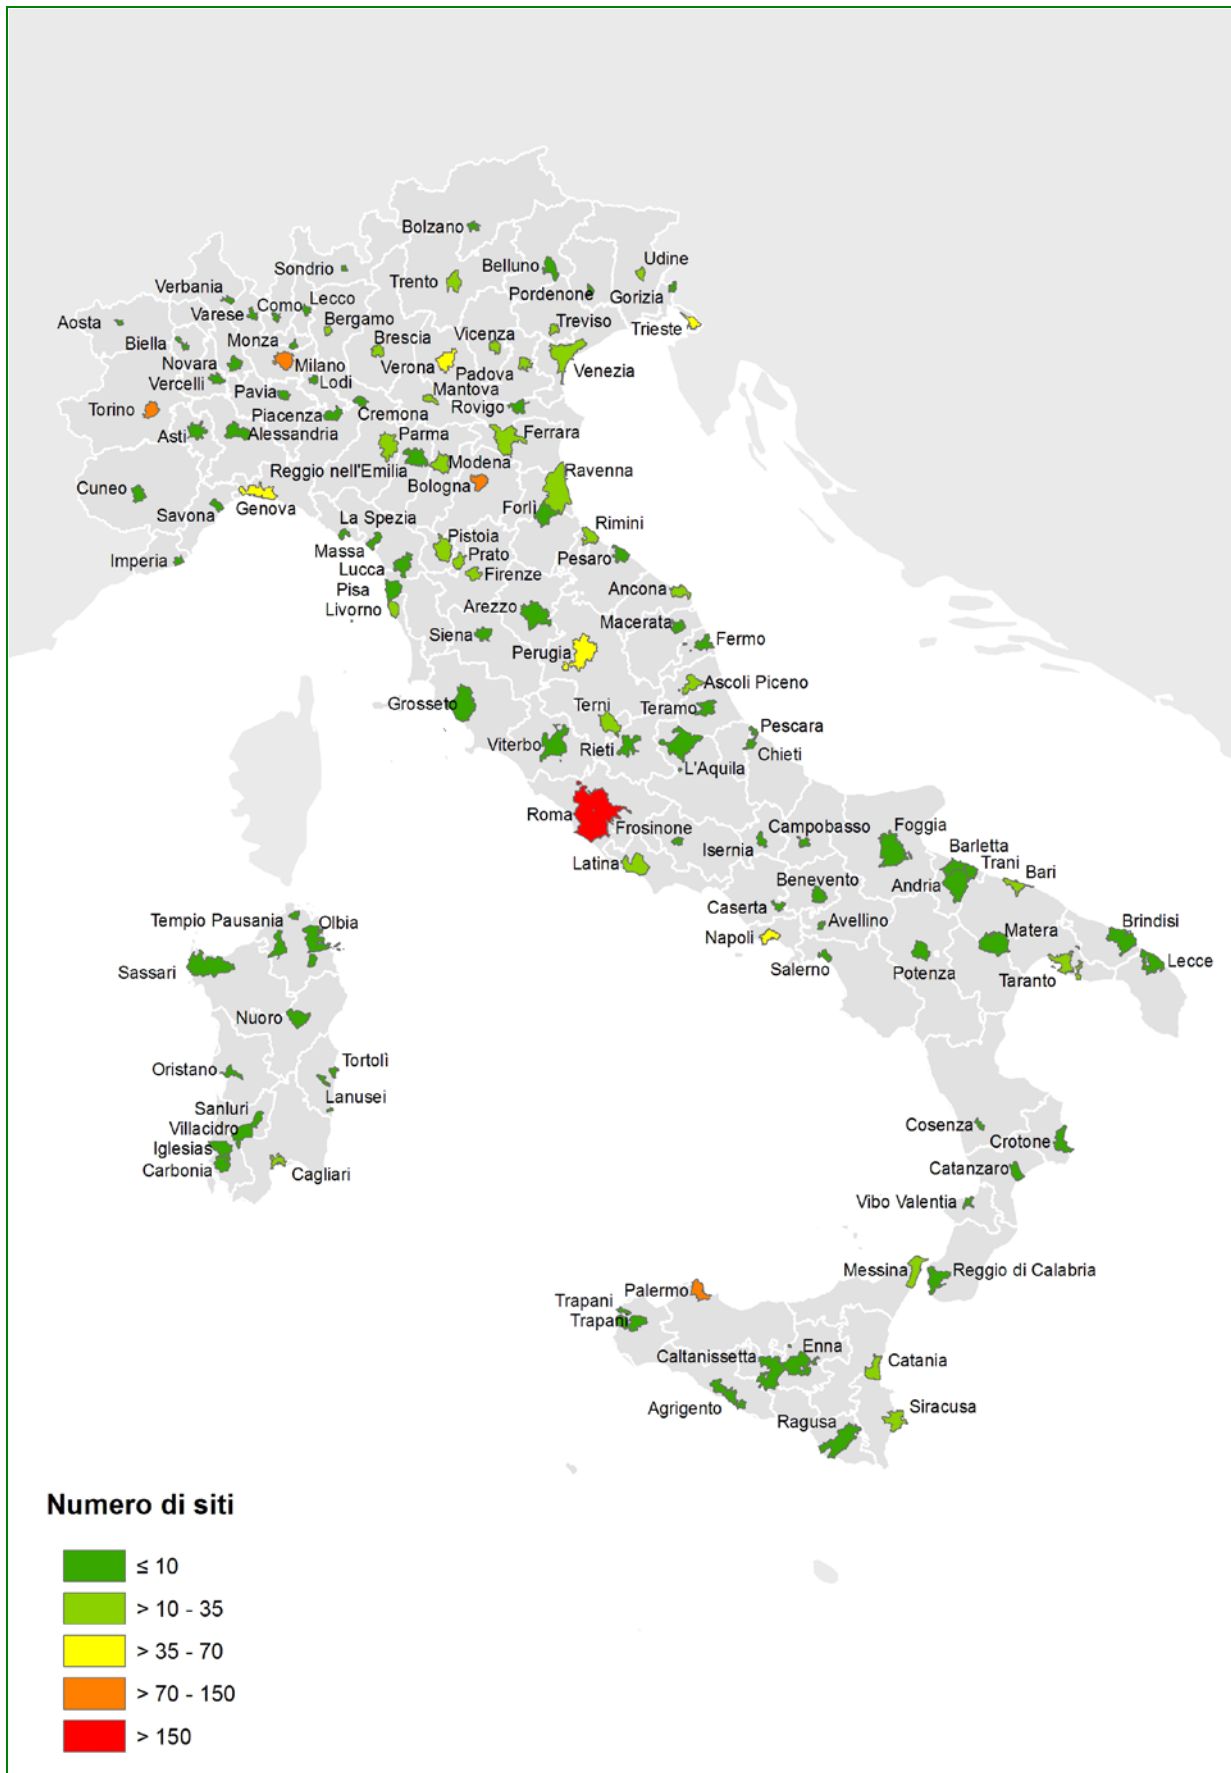 Bolzano
Udine
Sondrio
Belluno
Trento
Verbania
Pordenone
Gorizia
Lecco
Como
Varese
Aosta
Bergamo
Treviso
Trieste
Brescia
Vicenza
Biella
Monza
Novara
Milano
Verona
Padova
Venezia
Vercelli
Lodi
Pavia
Mantova
Torino
Piacenza
Cremona
Rovigo
Asti
Alessandria
Parma
Ferrara
Reggio nell'Emilia
Modena
Ravenna
Cuneo
Bologna
Savona
Genova
Forlì
La Spezia
Rimini
Pistoia
Massa
Prato
Pesaro
Imperia
Lucca
Firenze
Pisa
Ancona
Livorno
Arezzo
Macerata
Siena
Fermo
Perugia
Ascoli Piceno
Grosseto
Terni
Teramo
Pescara
Viterbo
Rieti
Chieti
L'Aquila
Roma
Frosinone
Campobasso
Foggia
Isernia
Barletta
Latina
Trani
Bari
Benevento
Andria
Caserta
Tempio Pausania
Olbia
Avellino
Brindisi
Napoli
Matera
Sassari
Salerno
Potenza
Taranto
Lecce
Nuoro
Oristano
Tortolì
Lanusei
Sanluri
Villacidro
Cosenza
Iglesias
Crotone
Carbonia
Cagliari
Catanzaro
Vibo Valentia
Messina
Reggio di Calabria
Palermo
Trapani
Trapani
Enna
Caltanissetta
Catania
Agrigento
Siracusa
Ragusa
Numero di siti
≤ 10
> 10 - 35
> 35 - 70
> 70 - 150
> 150